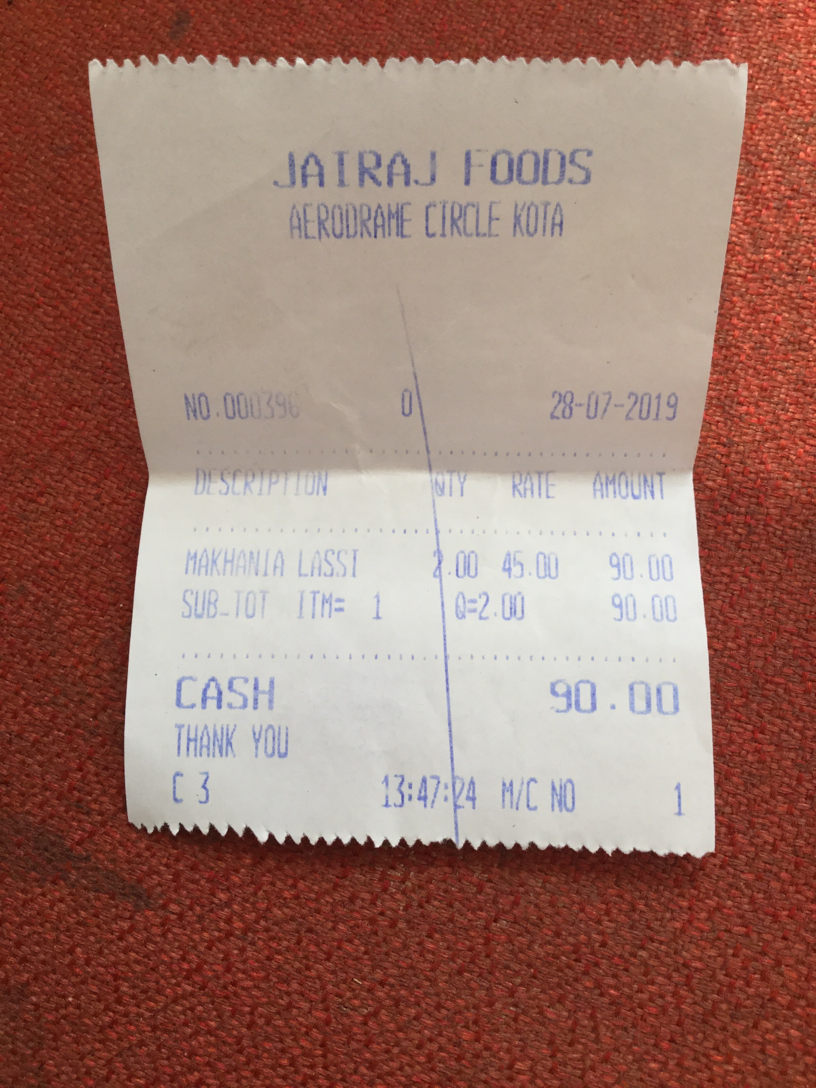 JAIRAJ FOODS
AERODRAME CIRCLE KOTA
NO.000396 0 28-07-2019
DESCRIPTION QTY RATE AMOUNT
MAKHANIA LASSI 2.00 45.00 90.00
SUB_TOT ITM= 1 Q=2.00 90.00
CASH 90.00
THANK YOU
C 3 13:47:24 M/C NO 1